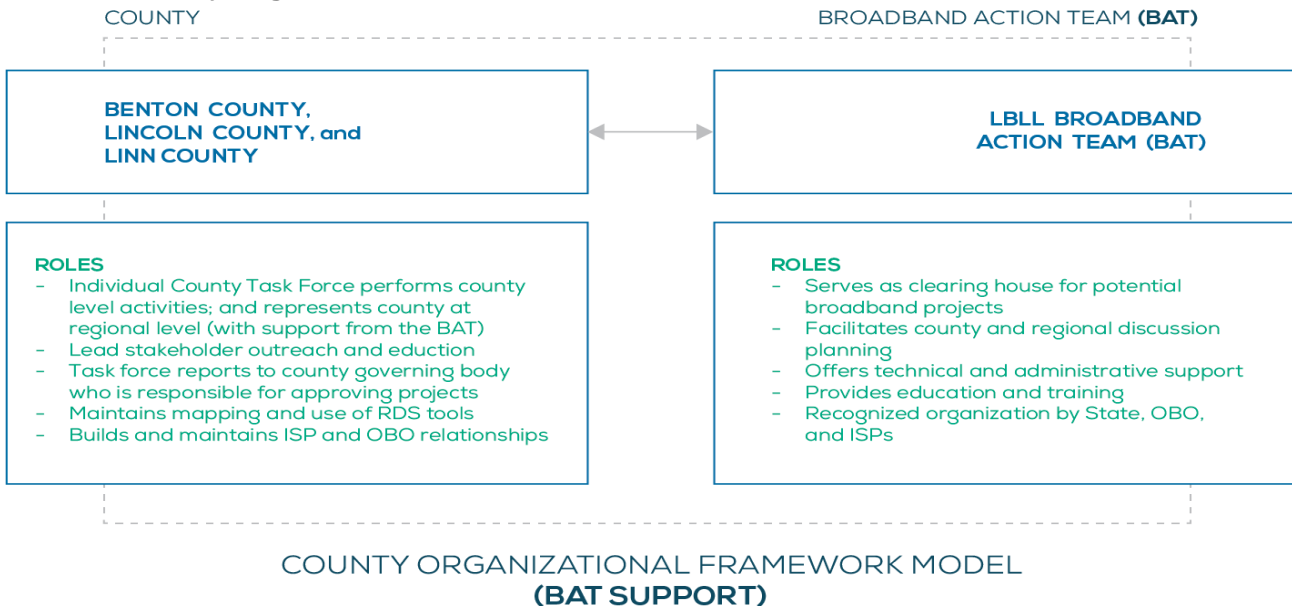 COUNTY
BROADBAND ACTION TEAM (BAT)
BENTON COUNTY,
LINCOLN COUNTY, and
LINN COUNTY
LBLL BROADBAND
ACTION TEAM (BAT)
ROLES
- Individual County Task Force performs county
level activities; and represents county at
regional level (with support from the BAT)
- Lead stakeholder outreach and eduction
- Task force reports to county governing body
who is responsible for approving projects
- Maintains mapping and use of RDS tools
- Builds and maintains ISP and OBO relationships
ROLES
- Serves as clearing house for potential
broadband projects
- Facilitates county and regional discussion
planning
- Offers technical and administrative support
- Provides education and training
- Recognized organization by State, OBO,
and ISPs
COUNTY ORGANIZATIONAL FRAMEWORK MODEL
(BAT SUPPORT)